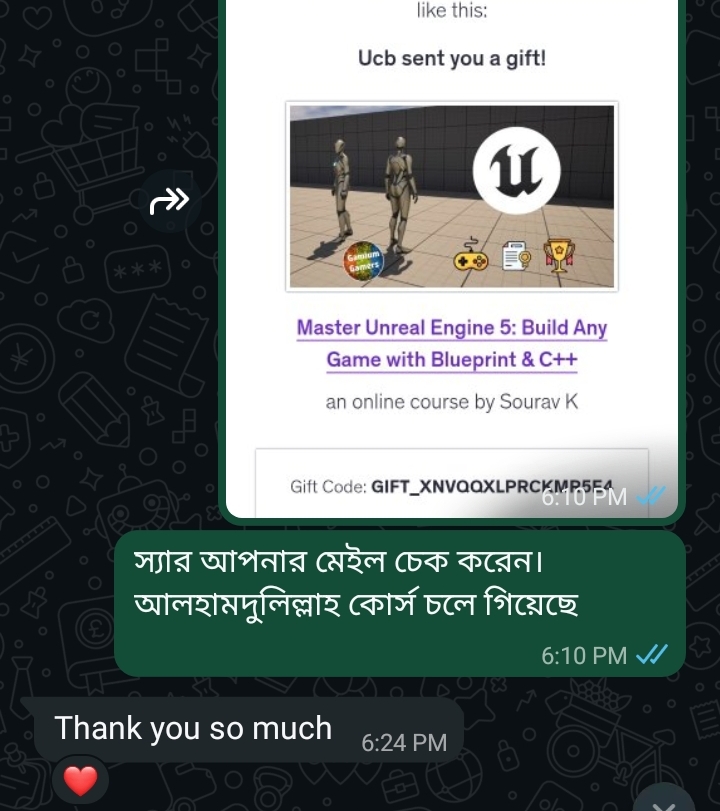 like this:
Ucb sent you a gift!
Gamium
Gamers
Master Unreal Engine 5: Build Any
Game with Blueprint & C++
an online course by Sourav K
Gift Code: GIFT_XNVQQXLPRCKMR5E4
6:10 PM
স্যার আপনার মেইল চেক করেন।
আলহামদুলিল্লাহ কোর্স চলে গিয়েছে
6:10 PM
Thank you so much
6:24 PM